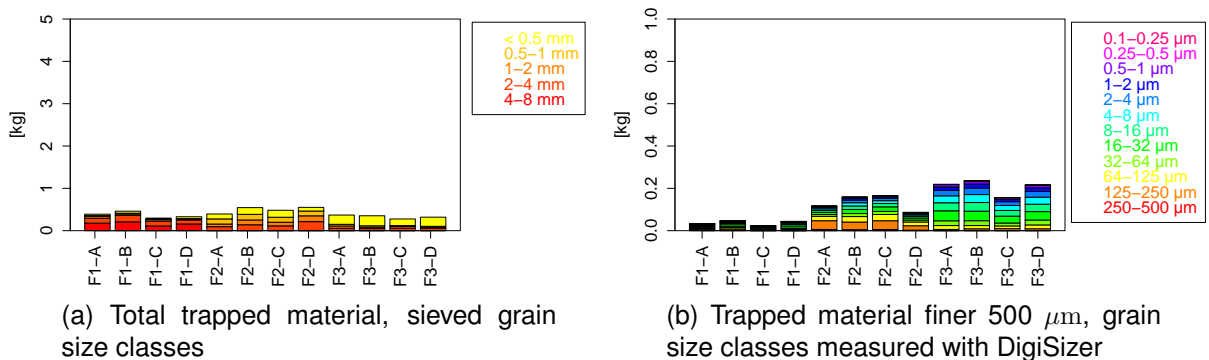 [kg]
5
4
3
2
1
0
F1−A
F1−B
F1−C
F1−D
F2−A
F2−B
F2−C
F2−D
F3−A
F3−B
F3−C
F3−D
< 0.5 mm
0.5−1 mm
1−2 mm
2−4 mm
4−8 mm
(a) Total trapped material, sieved grain
size classes
[kg]
1.0
0.8
0.6
0.4
0.2
0.0
F1−A
F1−B
F1−C
F1−D
F2−A
F2−B
F2−C
F2−D
F3−A
F3−B
F3−C
F3−D
0.1−0.25 µm
0.25−0.5 µm
0.5−1 µm
1−2 µm
2−4 µm
4−8 µm
8−16 µm
16−32 µm
32−64 µm
64−125 µm
125−250 µm
250−500 µm
(b) Trapped material finer 500 µm, grain
size classes measured with DigiSizer